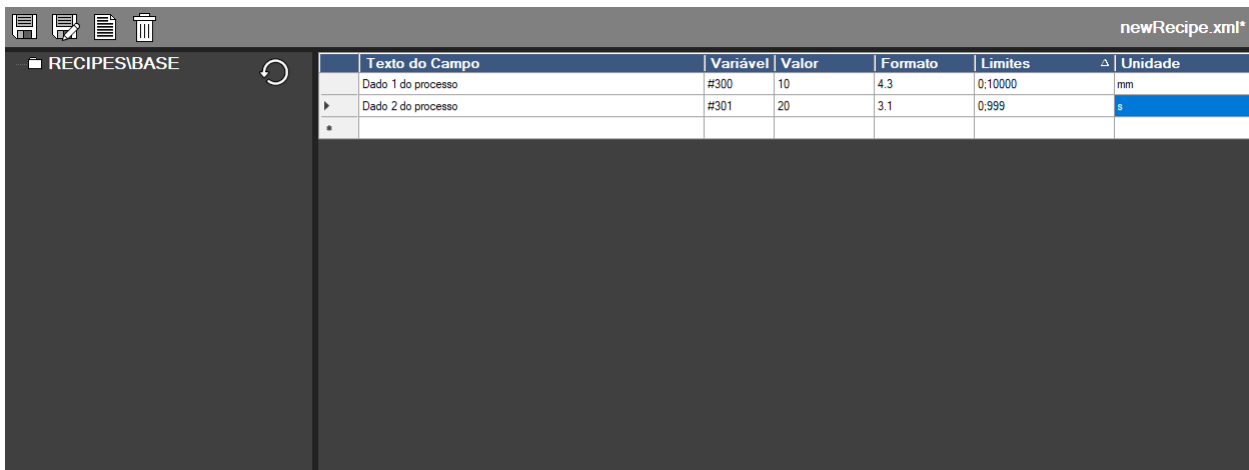 newRecipe.xml*
RECIPES\BASE
Texto do Campo Variável Valor Formato Limites Unidade
Dado 1 do processo #300 10 4.3 0;10000 mm
Dado 2 do processo #301 20 3.1 0;999 s